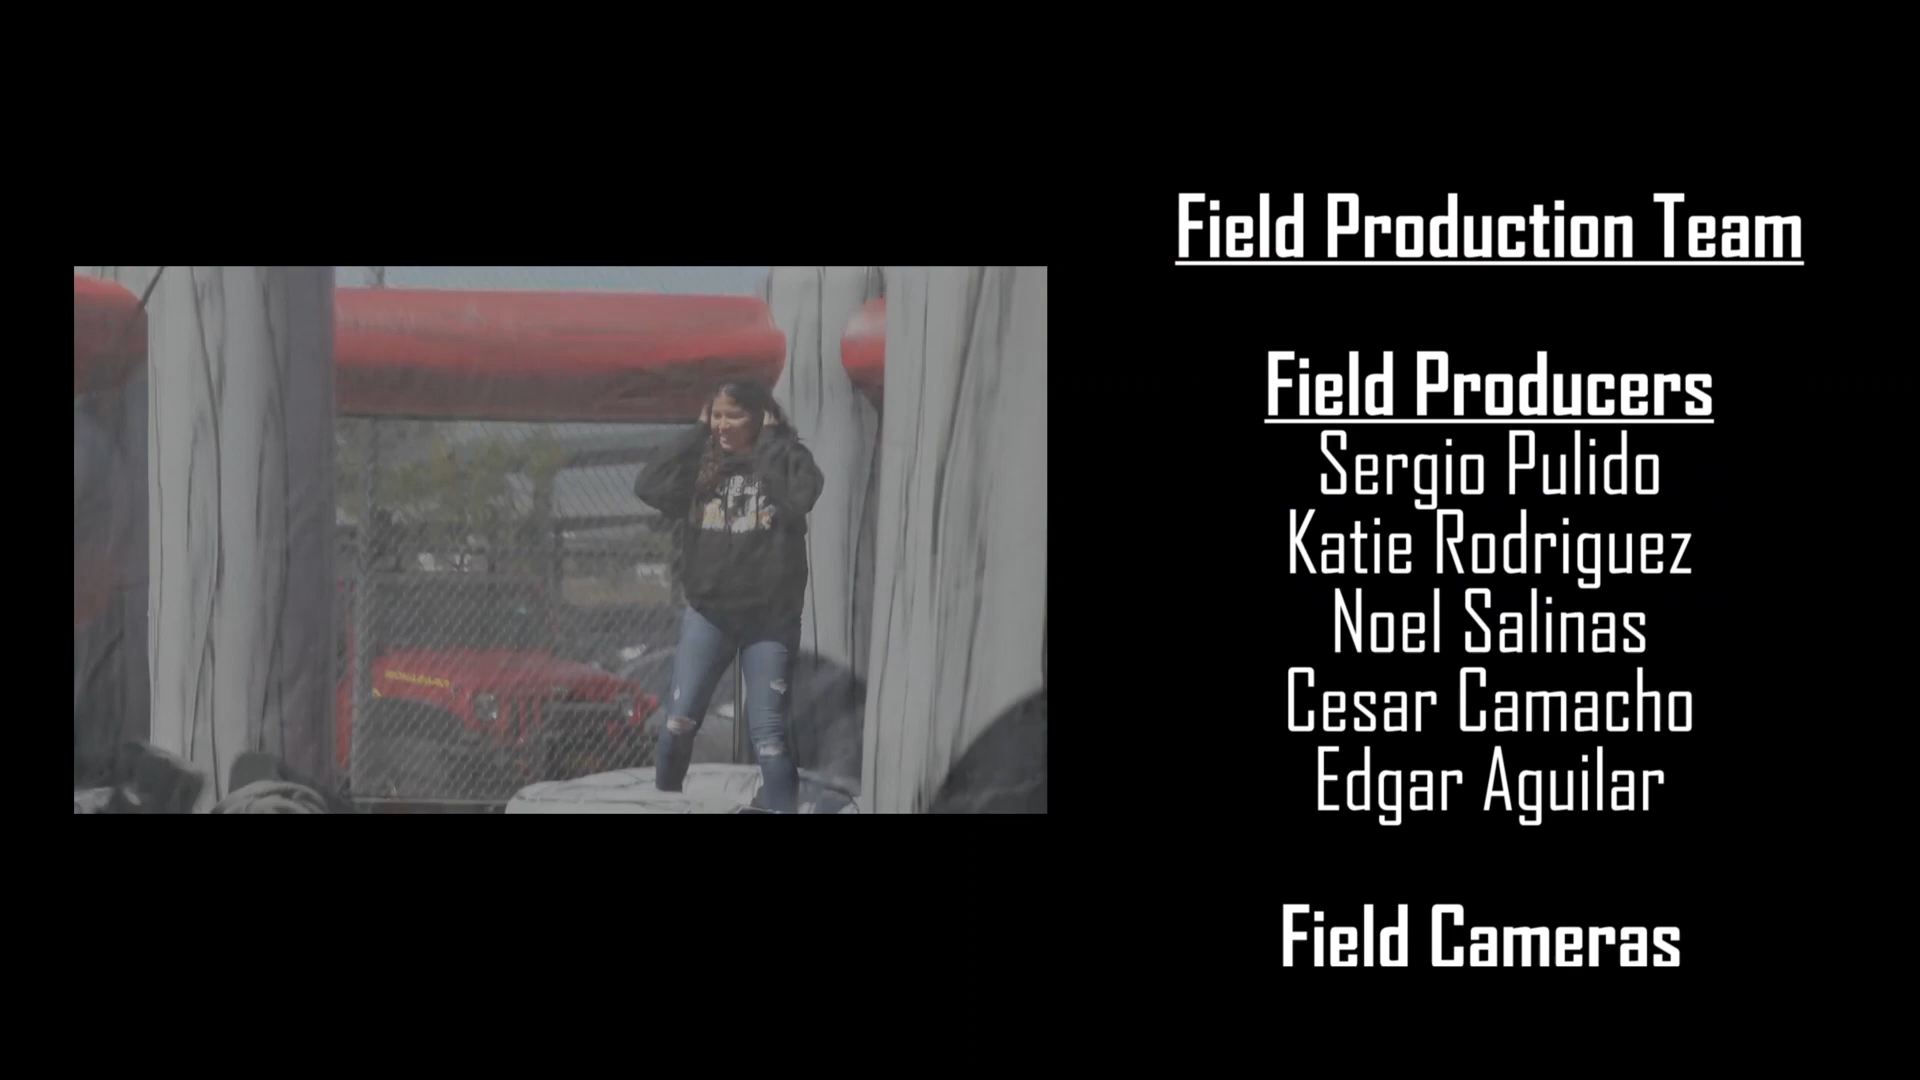 Field Production Team
Field Producers
Sergio Pulido
Katie Rodriguez
Noel Salinas
Cesar Camacho
Edgar Aguilar
Field Cameras